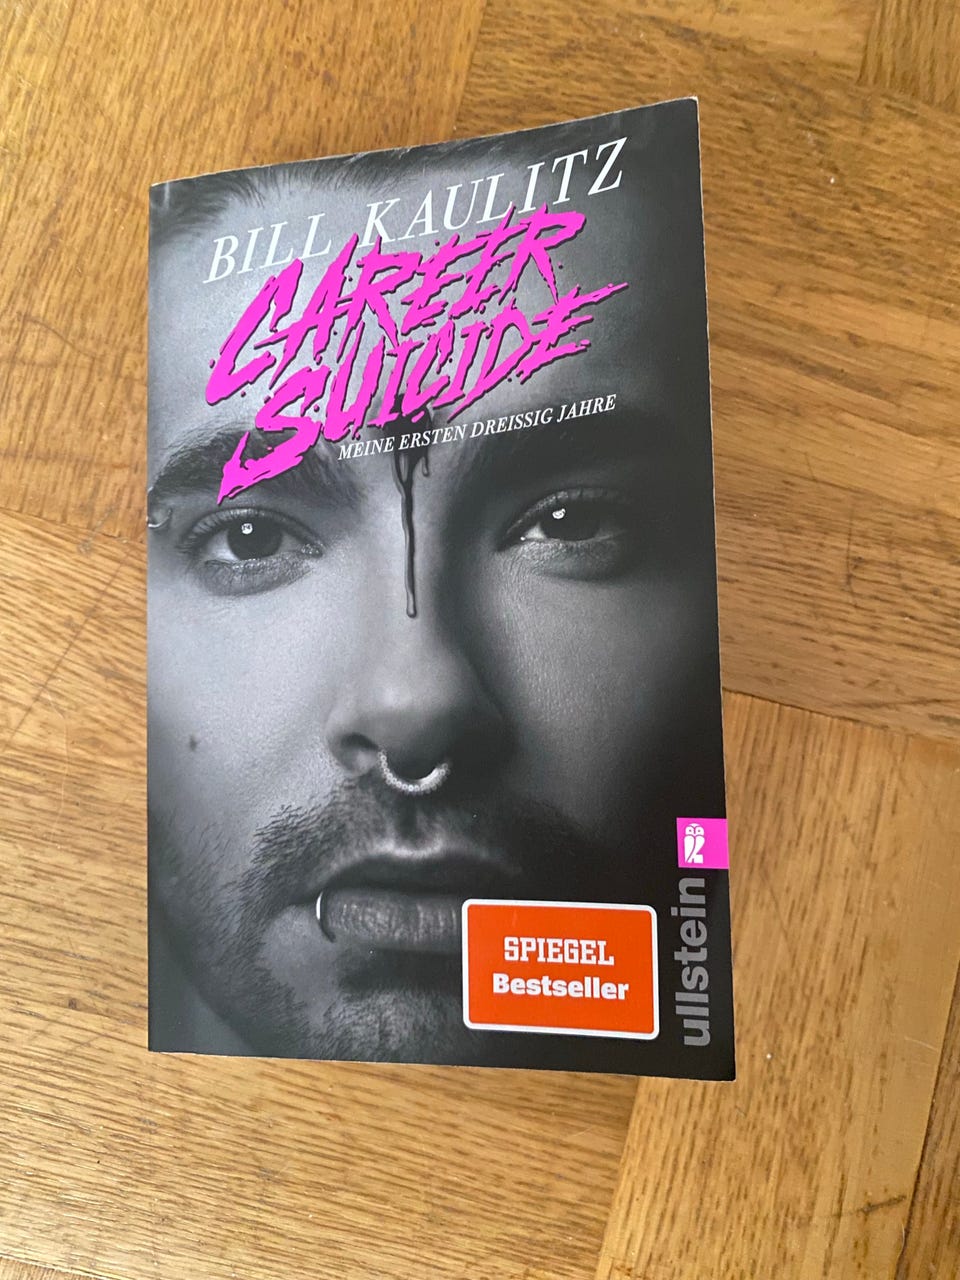 BILL KAULITZ
CAREER
SUICIDE
MEINE ERSTEN DREISSIG JAHRE
SPIEGEL
Bestseller
ullstein